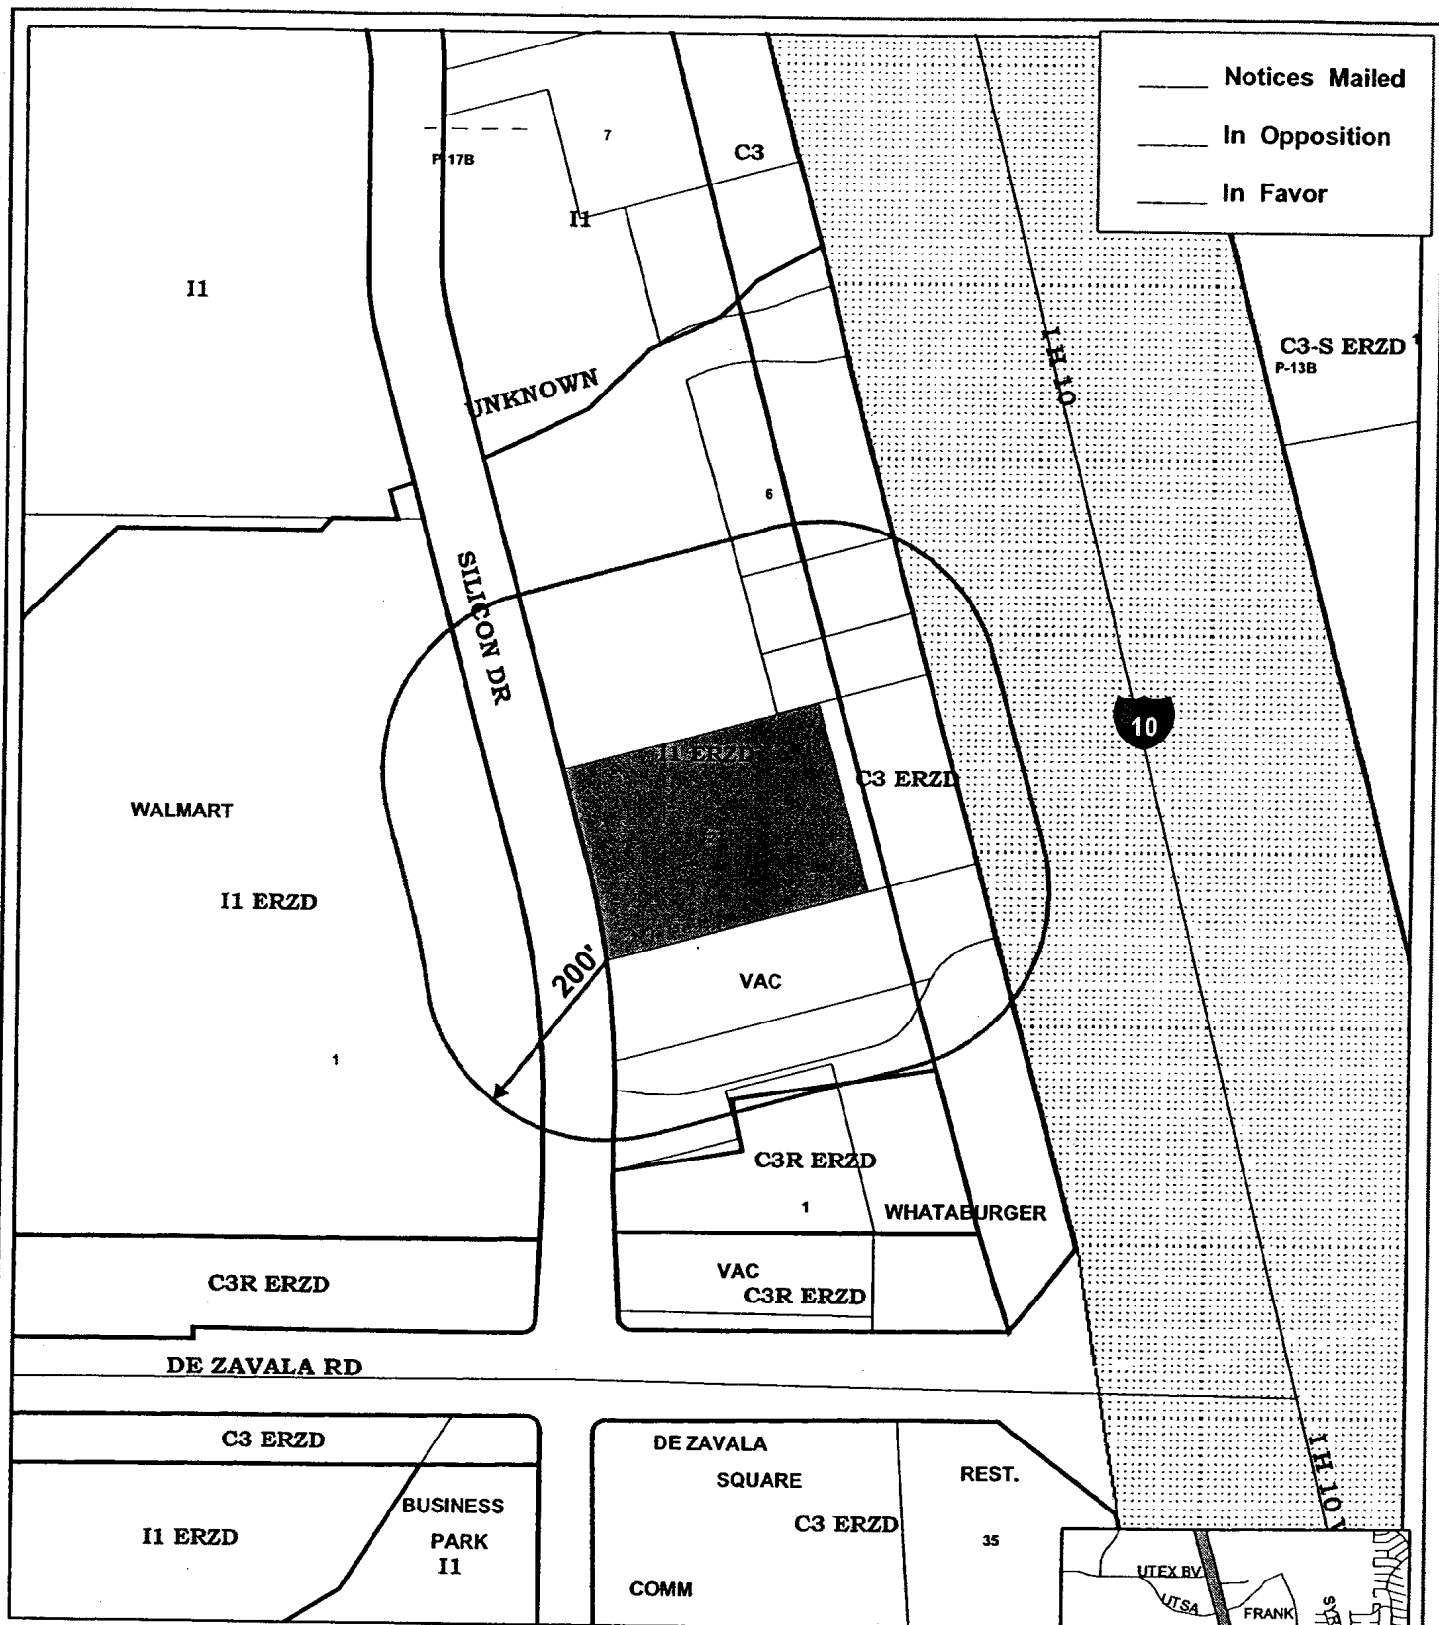 Notices Mailed
In Opposition
In Favor
7
C3
P-17B
I1
I1
I H 10
C3-S ERZD 1
P-13B
UNKNOWN
6
SILICON DR
10
I1 ERZD
C3 ERZD
WALMART
I1 ERZD
200'
VAC
1
C3R ERZD
1
WHATABURGER
VAC
C3R ERZD
C3R ERZD
DE ZAVALA RD
C3 ERZD
DE ZAVALA
SQUARE
REST.
I H 10
BUSINESS
PARK
I1
I1 ERZD
C3 ERZD
35
COMM
UTEX BV
UTSA
FRANK